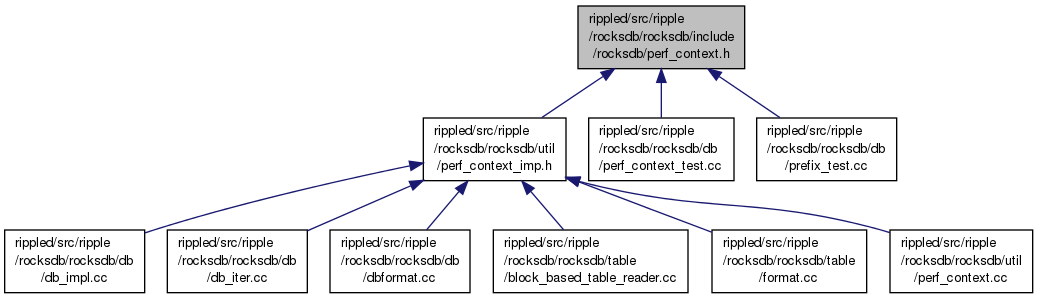 rippled/src/ripple
/rocksdb/rocksdb/include
/rocksdb/perf_context.h
rippled/src/ripple
/rocksdb/rocksdb/util
/perf_context_imp.h
rippled/src/ripple
/rocksdb/rocksdb/db
/perf_context_test.cc
rippled/src/ripple
/rocksdb/rocksdb/db
/prefix_test.cc
rippled/src/ripple
/rocksdb/rocksdb/db
/db_impl.cc
rippled/src/ripple
/rocksdb/rocksdb/db
/db_iter.cc
rippled/src/ripple
/rocksdb/rocksdb/db
/dbformat.cc
rippled/src/ripple
/rocksdb/rocksdb/table
/block_based_table_reader.cc
rippled/src/ripple
/rocksdb/rocksdb/table
/format.cc
rippled/src/ripple
/rocksdb/rocksdb/util
/perf_context.cc